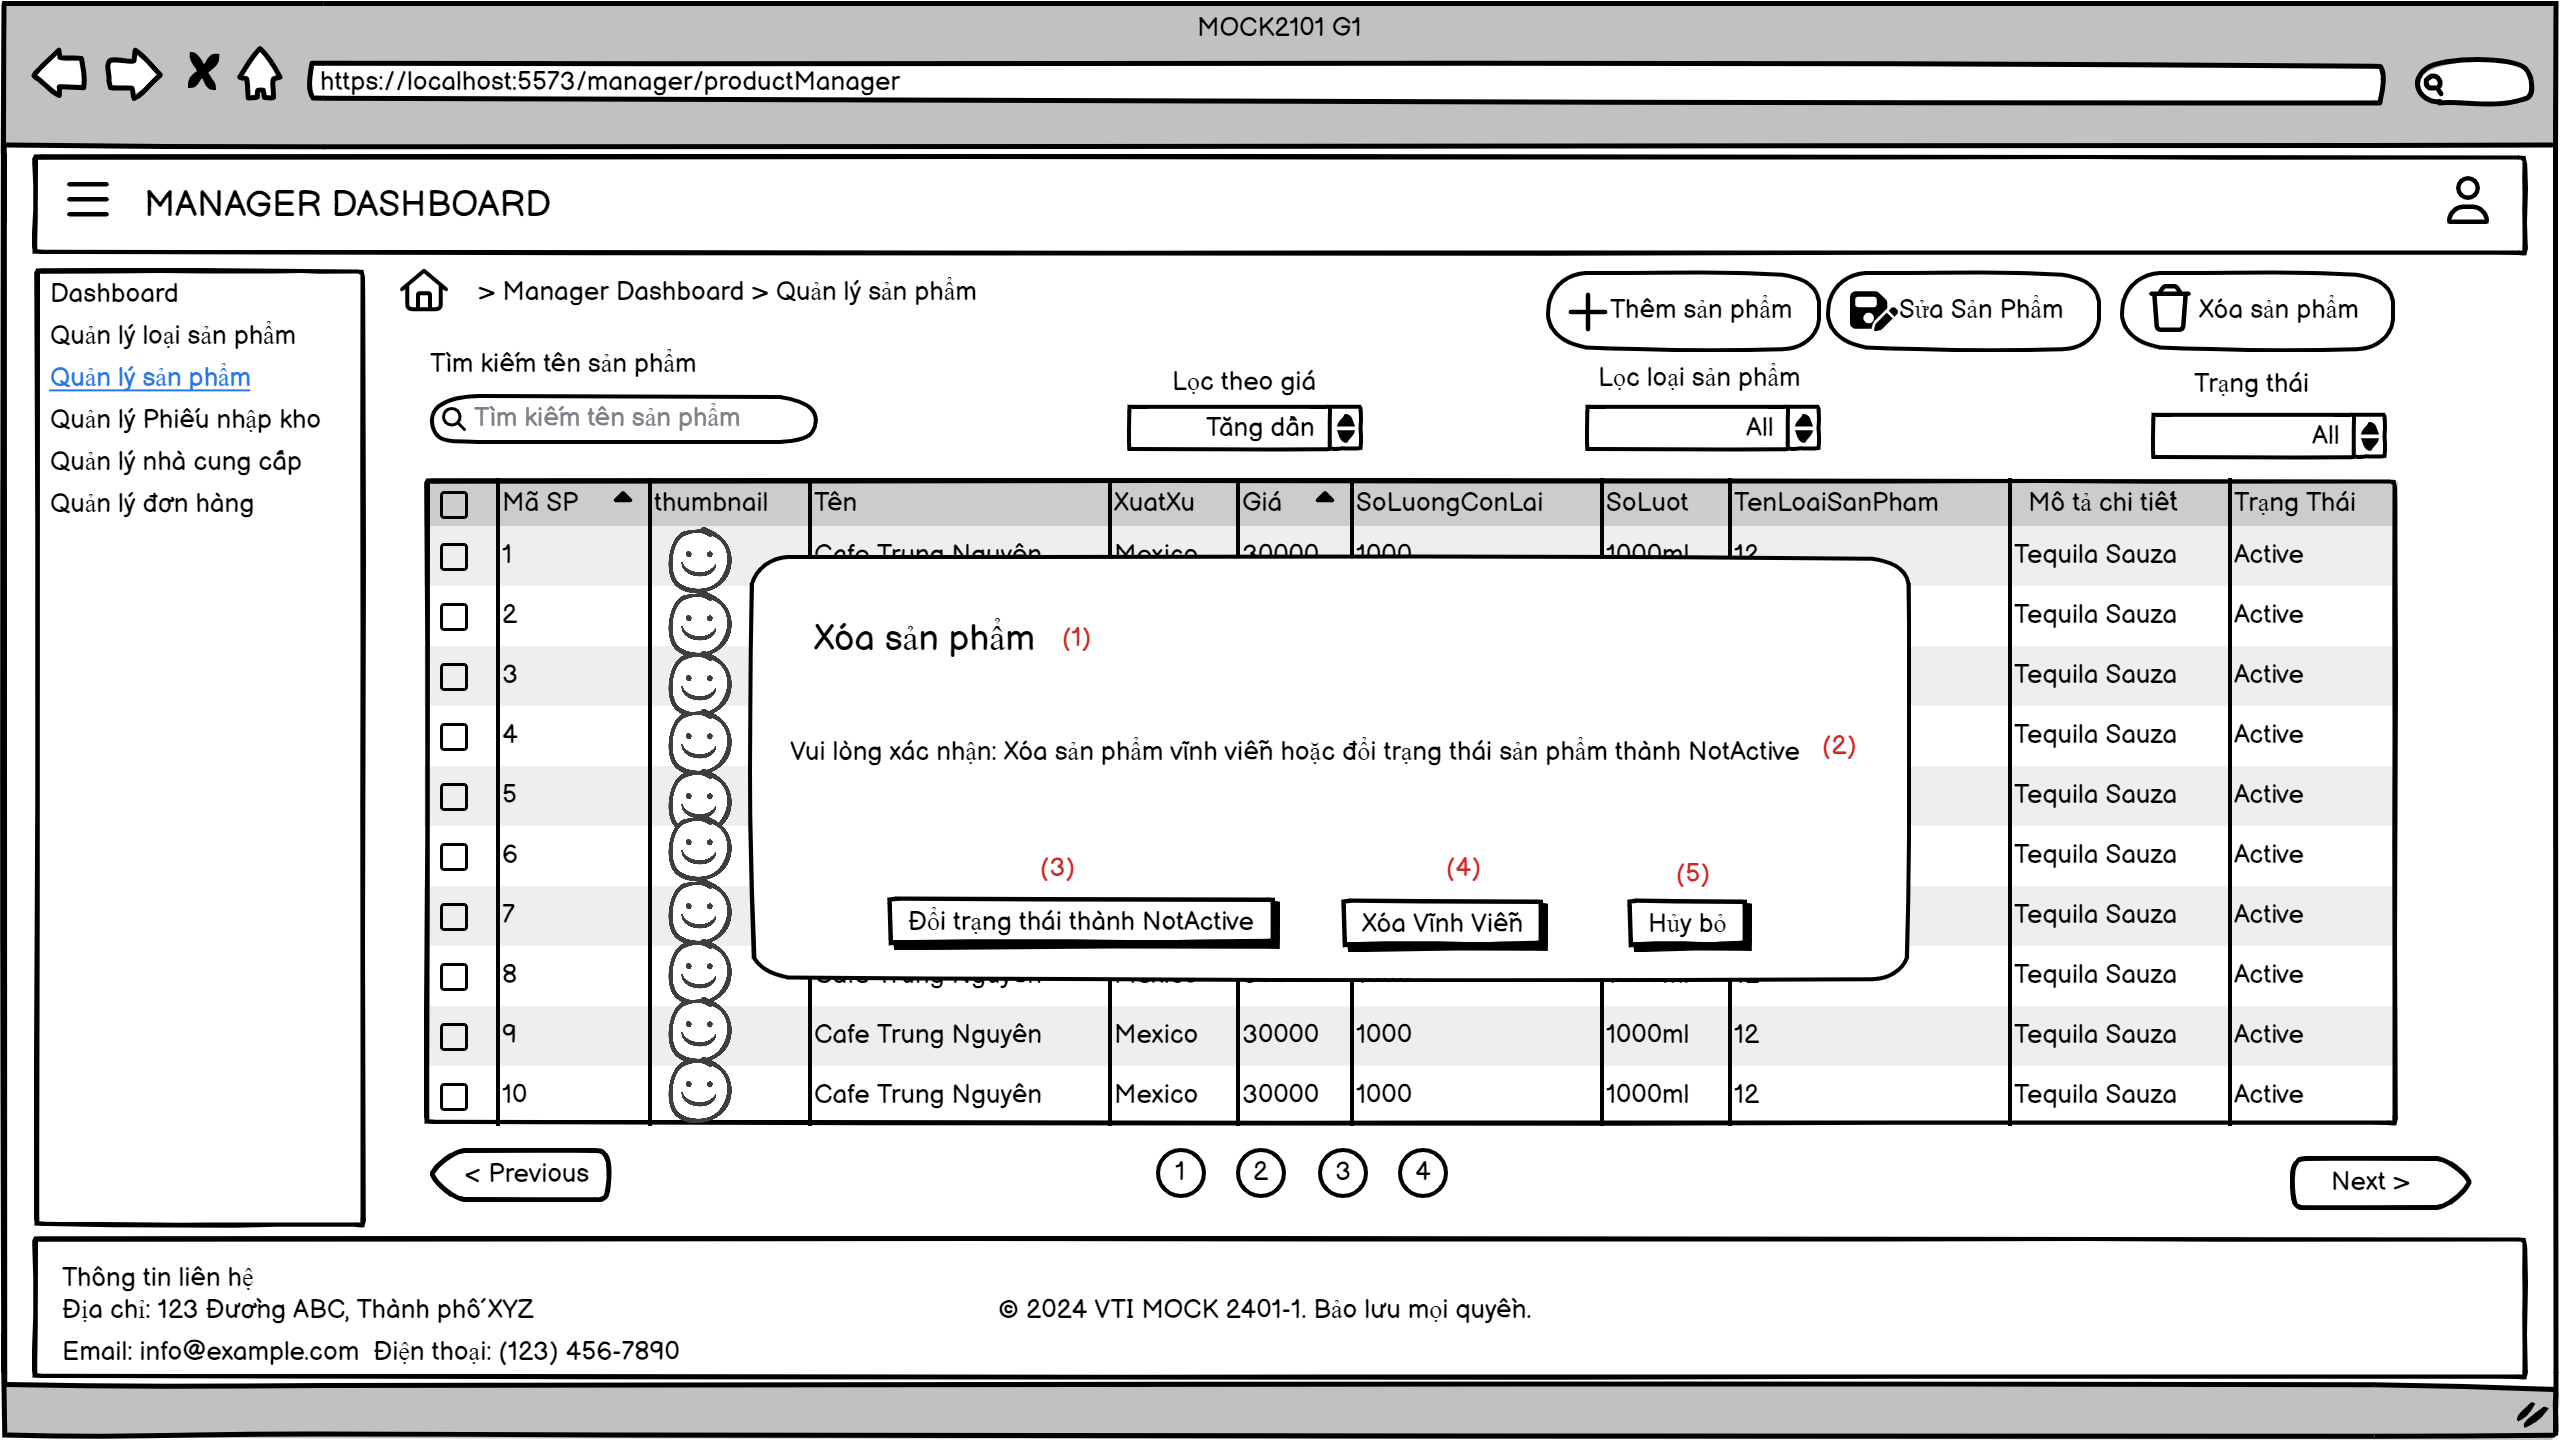 MOCK2101 G1
https://localhost:5573/manager/productManager
MANAGER DASHBOARD
Dashboard
Quản lý loại sản phẩm
Quản lý sản phẩm
Quản lý Phiếu nhập kho
Quản lý nhà cung cấp
Quản lý đơn hàng
> Manager Dashboard > Quản lý sản phẩm
Thêm sản phẩm
Sửa Sản Phẩm
Xóa sản phẩm
Tìm kiếm tên sản phẩm
Tìm kiếm tên sản phẩm
Lọc theo giá
Tăng dần
Lọc loại sản phẩm
All
Trạng thái
All
Mã SP thumbnail Tên XuatXu Giá SoLuongConLai SoLuot TenLoaiSanPham Mô tả chi tiết Trạng Thái
1 Cafe Trung Nguyên Mexico 30000 1000 1000ml 12 Tequila Sauza Active
2 Tequila Sauza Active
3 Tequila Sauza Active
4 Tequila Sauza Active
5 Tequila Sauza Active
6 Tequila Sauza Active
7 Tequila Sauza Active
8 Cafe Trung Nguyên Tequila Sauza Active
9 Cafe Trung Nguyên Mexico 30000 1000 1000ml 12 Tequila Sauza Active
10 Cafe Trung Nguyên Mexico 30000 1000 1000ml 12 Tequila Sauza Active
Xóa sản phẩm (1)
Vui lòng xác nhận: Xóa sản phẩm vĩnh viễn hoặc đổi trạng thái sản phẩm thành NotActive (2)
(3) (4) (5)
Đổi trạng thái thành NotActive Xóa Vĩnh Viễn Hủy bỏ
< Previous 1 2 3 4 Next >
Thông tin liên hệ
Địa chỉ: 123 Đường ABC, Thành phố XYZ
Email: info@example.com Điện thoại: (123) 456-7890
© 2024 VTI MOCK 2401-1. Bảo lưu mọi quyền.